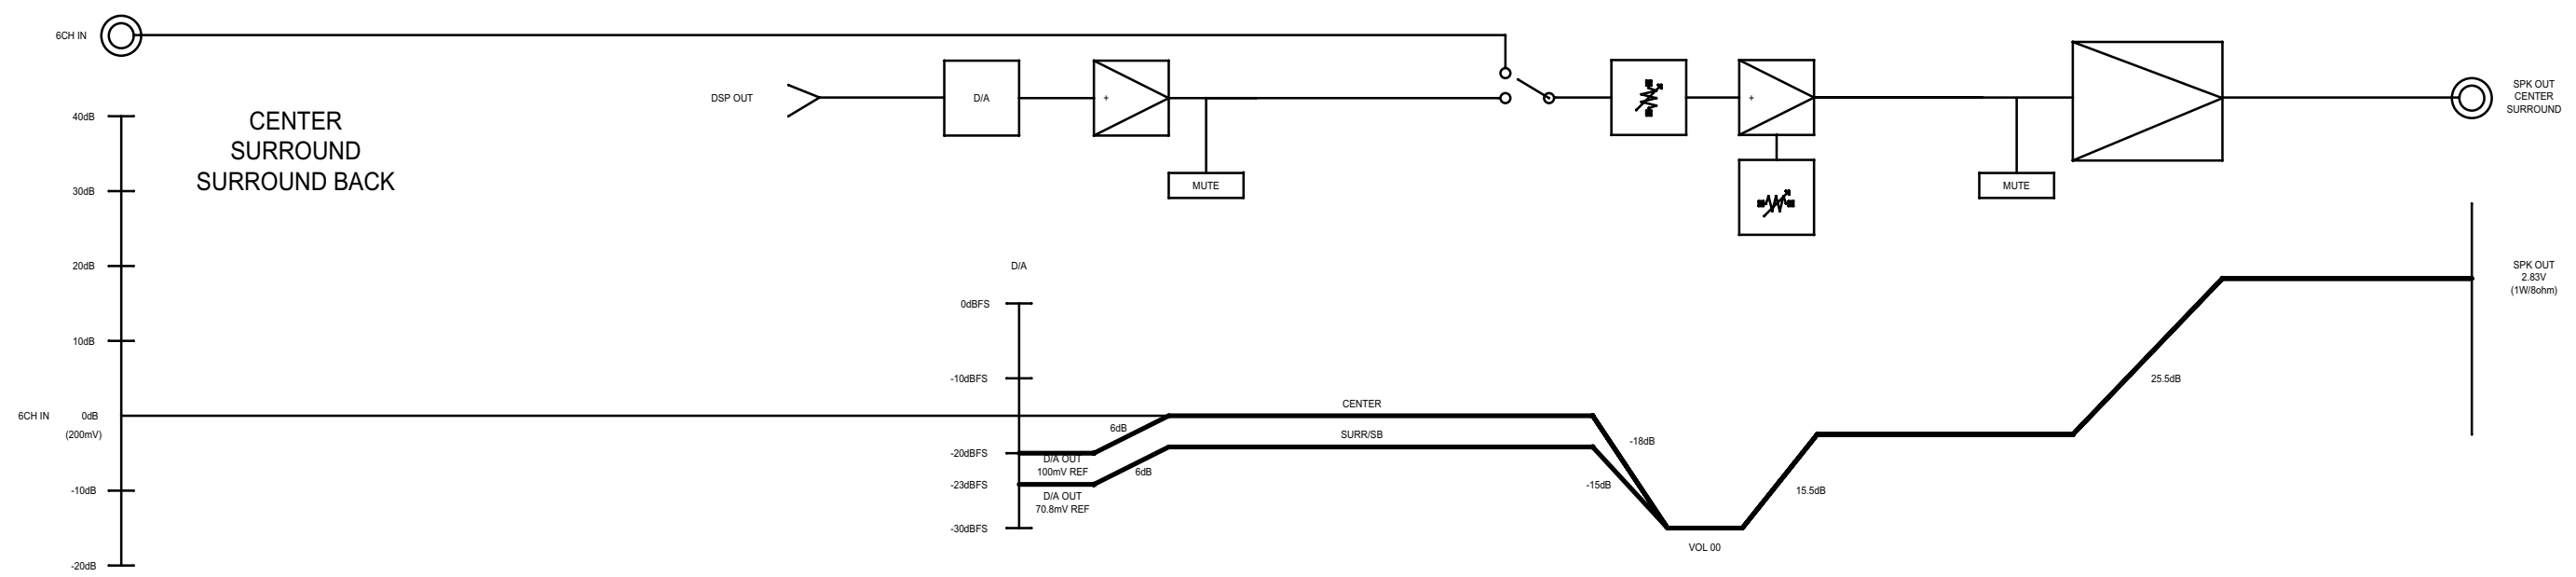 6CH IN
DSP OUT
D/A
+
+
SPK OUT
CENTER
SURROUND
MUTE
MUTE
CENTER
SURROUND
SURROUND BACK
40dB
30dB
20dB
10dB
6CH IN 0dB
(200mV)
-10dB
-20dB
D/A
0dBFS
-10dBFS
-20dBFS
-23dBFS
-30dBFS
6dB
D/A OUT
100mV REF
6dB
D/A OUT
70.8mV REF
CENTER
SURR/SB
-18dB
-15dB
VOL 00
15.5dB
25.5dB
SPK OUT
2.83V
(1W/8ohm)